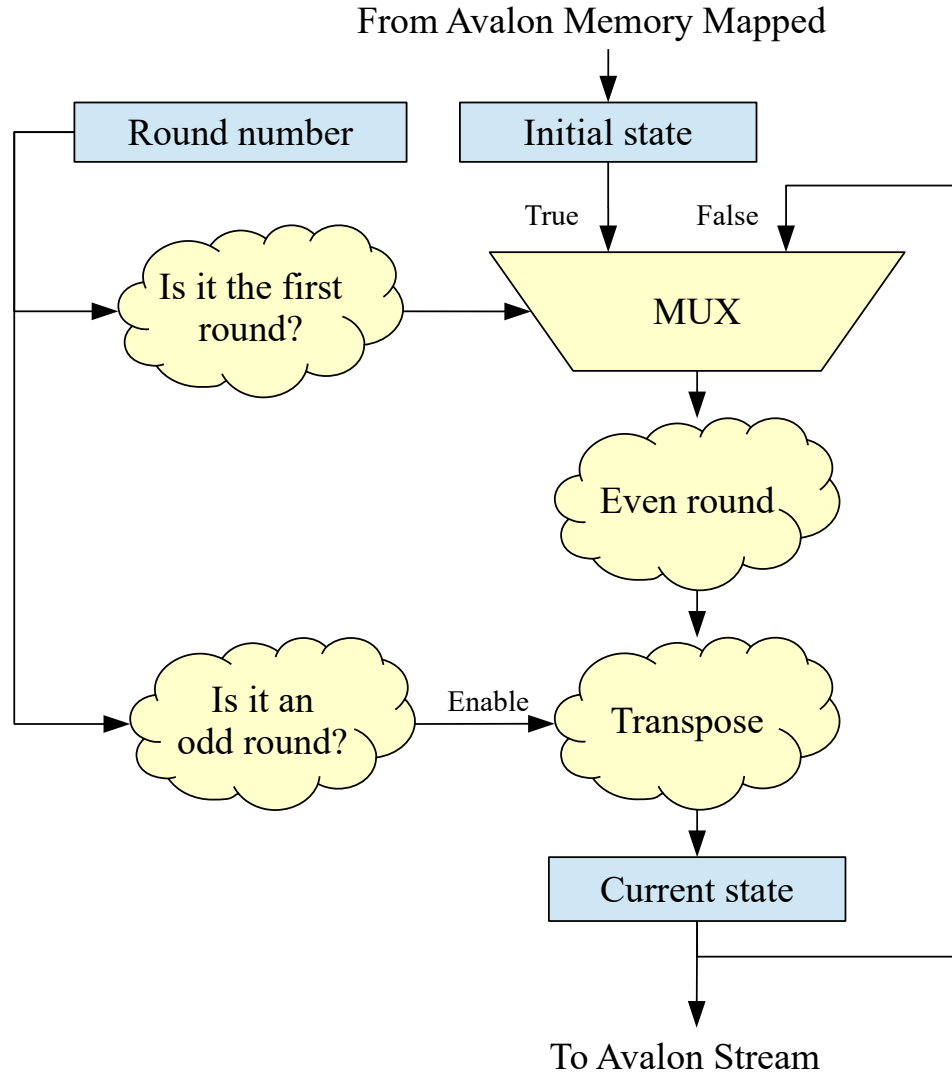 From Avalon Memory Mapped
Round number
Initial state
True
False
Is it the first
round?
MUX
Even round
Is it an
odd round?
Enable
Transpose
Current state
To Avalon Stream